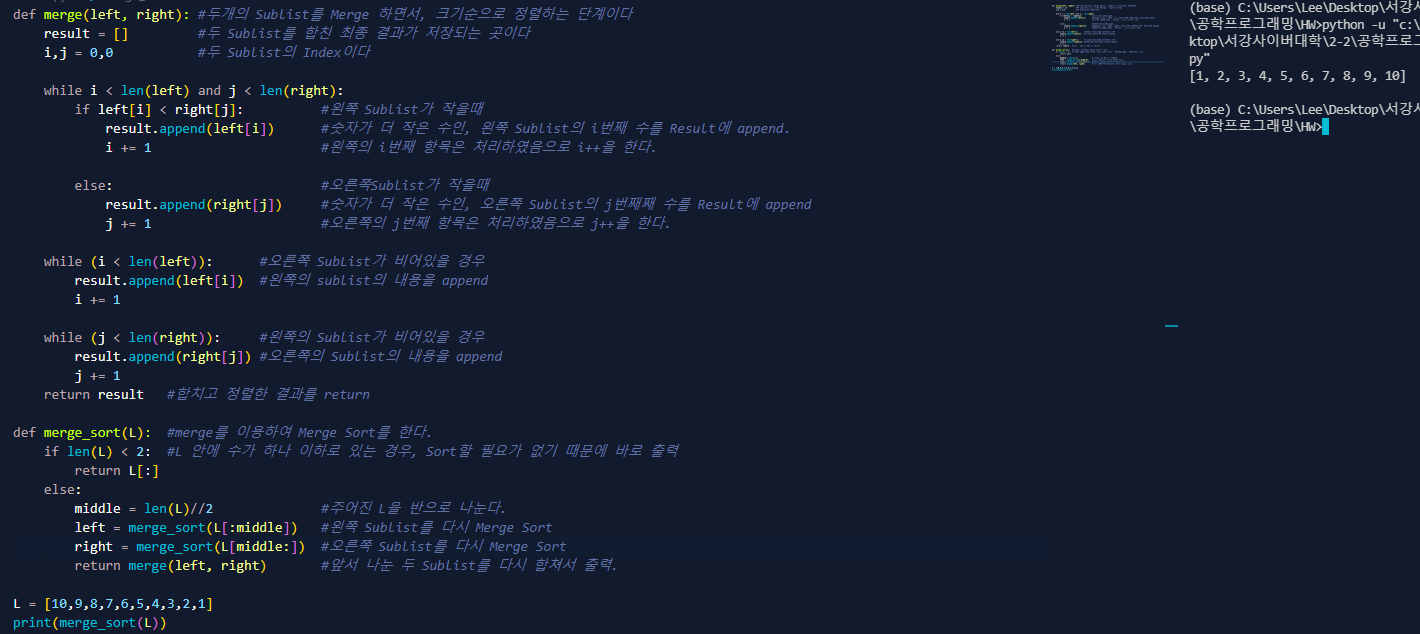 def merge(left, right): #두개의 SubList를 Merge 하면서, 크기순으로 정렬하는 단계이다
result = [] #두 SubList를 합친 최종 결과가 저장되는 곳이다
i,j = 0,0 #두 SubList의 Index이다
while i < len(left) and j < len(right):
if left[i] < right[j]: #왼쪽 SubList가 작을때
result.append(left[i]) #숫자가 더 작은 수인, 왼쪽 SubList의 i번째 수를 Result에 append.
i += 1 #왼쪽의 i번째 항목은 처리하였음으로 i++을 한다.
else: #오른쪽SubList가 작을때
result.append(right[j]) #숫자가 더 작은 수인, 오른쪽 SubList의 j번째째 수를 Result에 append
j += 1 #오른쪽의 j번째 항목은 처리하였음으로 j++을 한다.
while (i < len(left)): #오른쪽 SubList가 비어있을 경우
result.append(left[i]) #왼쪽의 sublist의 내용을 append
i += 1
while (j < len(right)): #왼쪽의 SubList가 비어있을 경우
result.append(right[j]) #오른쪽의 SubList의 내용을 append
j += 1
return result #합치고 정렬한 결과를 return
def merge_sort(L): #merge를 이용하여 Merge Sort를 한다.
if len(L) < 2: #L 안에 수가 하나 이하로 있는 경우, Sort할 필요가 없기 때문에 바로 출력
return L[:]
else:
middle = len(L)//2 #주어진 L을 반으로 나눈다.
left = merge_sort(L[:middle]) #왼쪽 SubList를 다시 Merge Sort
right = merge_sort(L[middle:]) #오른쪽 SubList를 다시 Merge Sort
return merge(left, right) #앞서 나눈 두 SubList를 다시 합쳐서 출력.
L = [10,9,8,7,6,5,4,3,2,1]
print(merge_sort(L))
(base) C:\Users\Lee\Desktop\서강사
\공학프로그래밍\HW>python -u "c:\
ktop\서강사이버대학\2-2\공학프로그
py"
[1, 2, 3, 4, 5, 6, 7, 8, 9, 10]
(base) C:\Users\Lee\Desktop\서강사
\공학프로그래밍\HW>